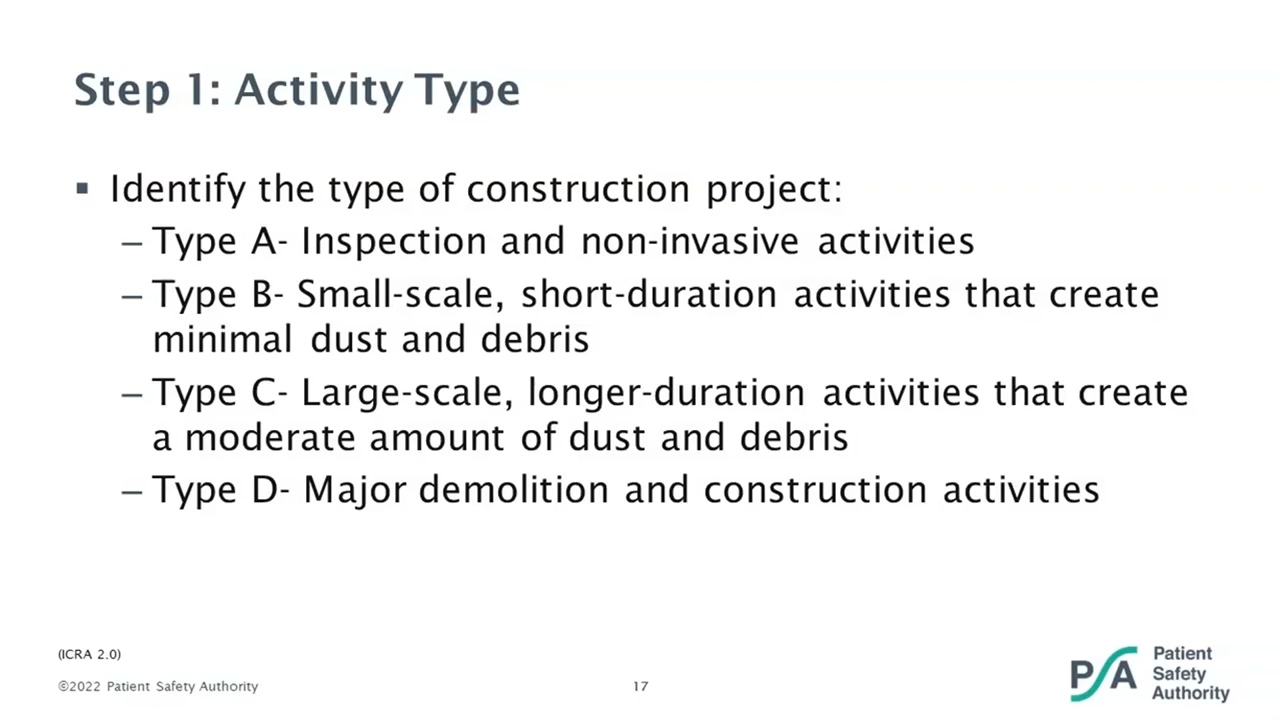 Step 1: Activity Type
▪ Identify the type of construction project:
– Type A- Inspection and non-invasive activities
– Type B- Small-scale, short-duration activities that create
minimal dust and debris
– Type C- Large-scale, longer-duration activities that create
a moderate amount of dust and debris
– Type D- Major demolition and construction activities
(ICRA 2.0)
©2022 Patient Safety Authority
17
PSA
Patient
Safety
Authority